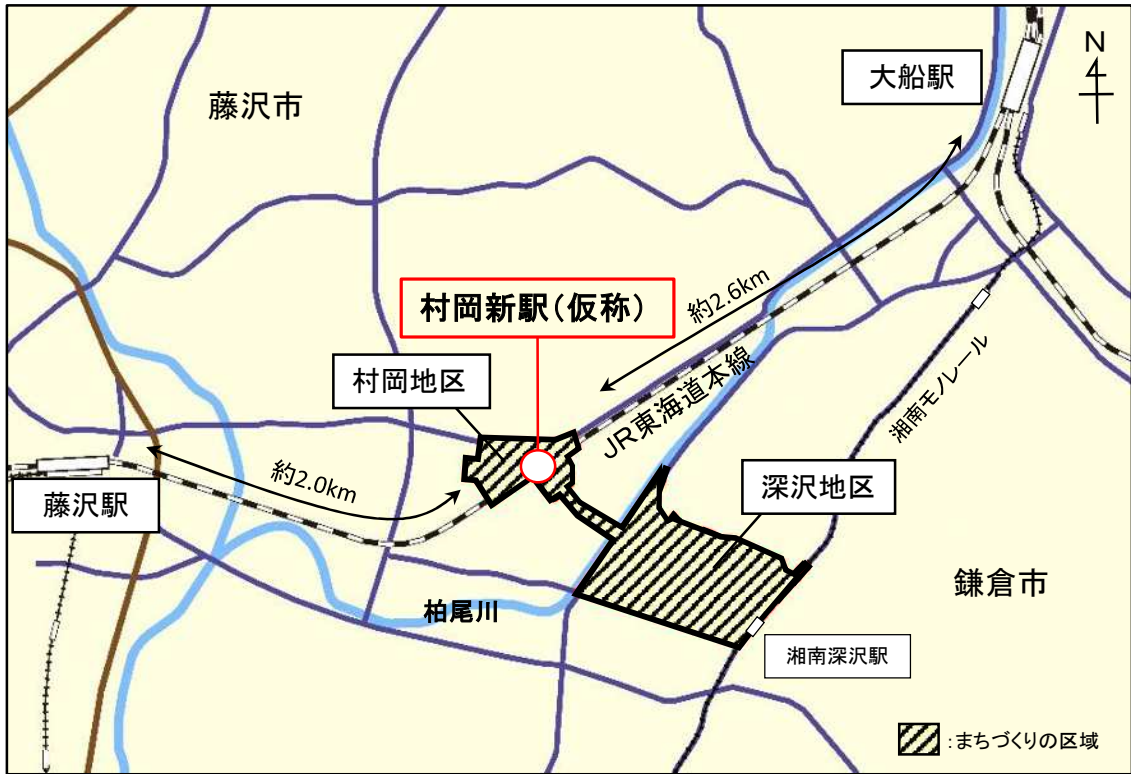 大船駅
N
藤沢市
約2.6km
村岡新駅(仮称)
JR東海道本線
湘南モノレール
村岡地区
約2.0km
藤沢駅
深沢地区
鎌倉市
柏尾川
湘南深沢駅
:まちづくりの区域